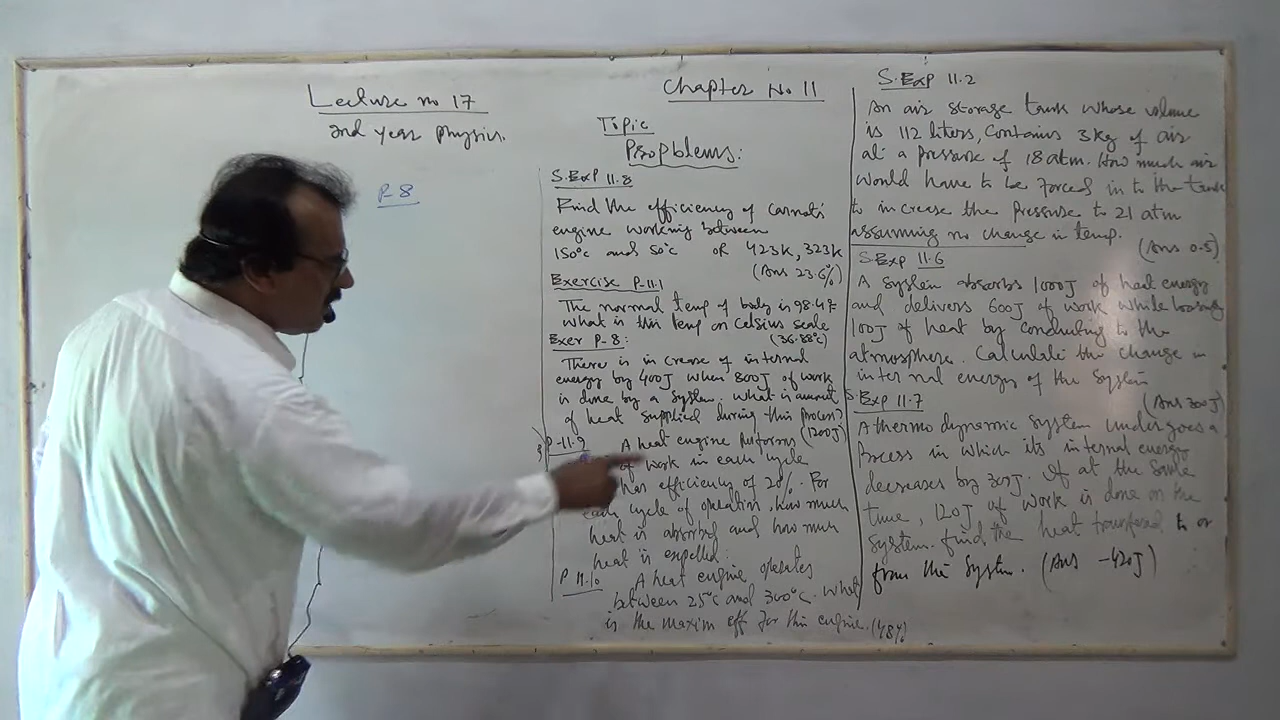 Lecture no 17
2nd year physics.
P-8
Chapter No 11
Topic
Propblems:
S.Exp 11.8
Find the efficiency of Carnot's
engine working between
150°c and 50°c or 423k, 323k
(Ans 23.6%)
Exercise P-11.1
The normal temp of body is 98.4°F
what is this temp on Celsius scale
(36.88°c)
Exer P-8:
There is in crease of internal
energy by 400J when 800J of work
is done by a system. what is amount
of heat supplied during this process?
(1200J)
P-11.9
A heat engine performs
of work in each cycle
has efficiency of 20%. For
each cycle of operation, how much
heat is absorbed and how much
heat is expelled:
P 11.10
A heat engine operates
between 25°c and 300°c. what
is the maxim eff for this engine. (48%)
S.Exp 11.2
An air storage tank whose volume
is 112 liters, Contains 3kg of air
at a pressure of 18 atm. How much air
would have to be forced in to the tank
to increase the pressure to 21 atm
assuming no change in temp.
(Ans 0.5)
S.Exp 11.6
A System absorbs 1000J of heat energy
and delivers 600J of work while loosing
100J of heat by conduting to the
atmosphere. Calculate the change in
internal energy of the System
(Ans 300J)
S.Exp 11.7
A thermo dynamic System under goes a
Process in which its internal energy
decreases by 300J. If at the same
time, 120J of work is done on the
System. find the heat transfered to or
from the System. (Ans -420J)